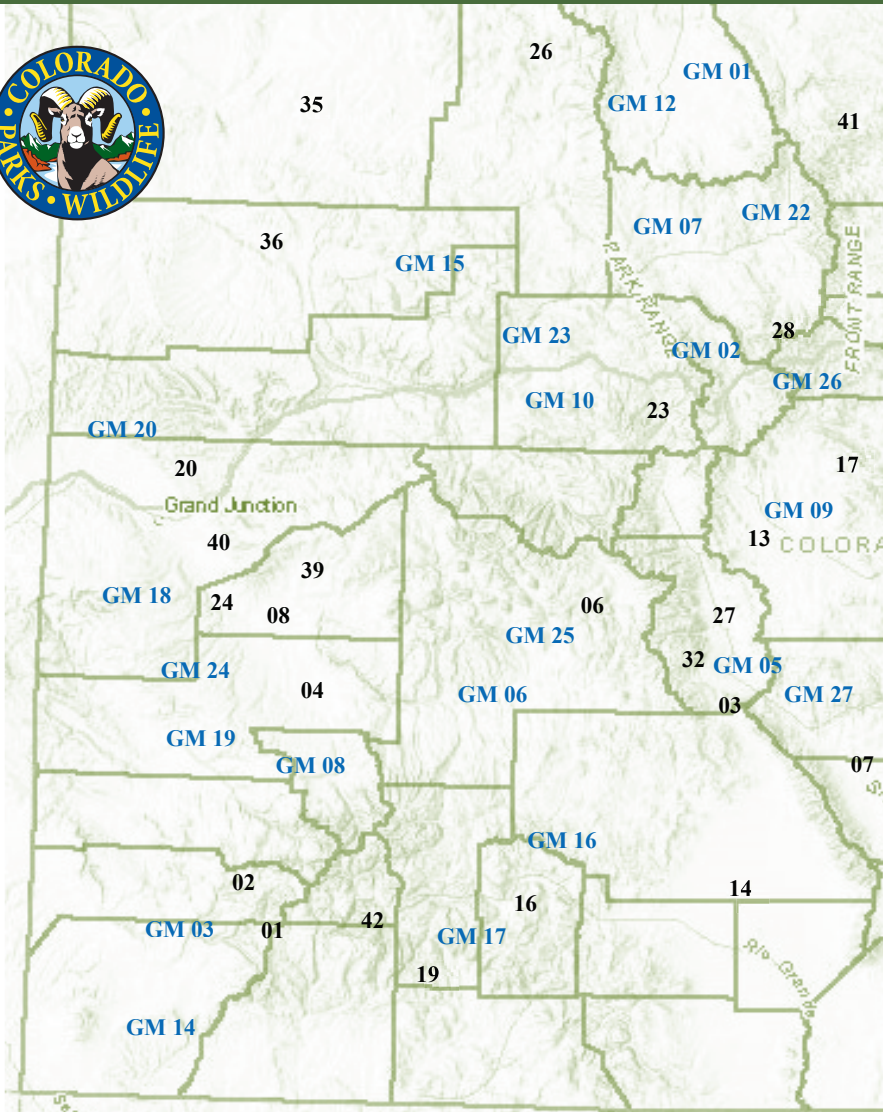 COLORADO
• PARKS • WILDLIFE •
26
GM 01
35
GM 12
41
GM 22
GM 07
36
PARK RANGE
FRONT RANGE
GM 15
28
GM 23
GM 02
GM 26
GM 10
23
GM 20
20
17
Grand Junction
GM 09
40
13
COLORA
39
GM 18
24
06
08
27
GM 25
32
GM 05
GM 24
04
GM 06
GM 27
03
GM 19
GM 08
07
GM 16
02
14
16
42
GM 03
01
GM 17
Rio Grande
19
GM 14